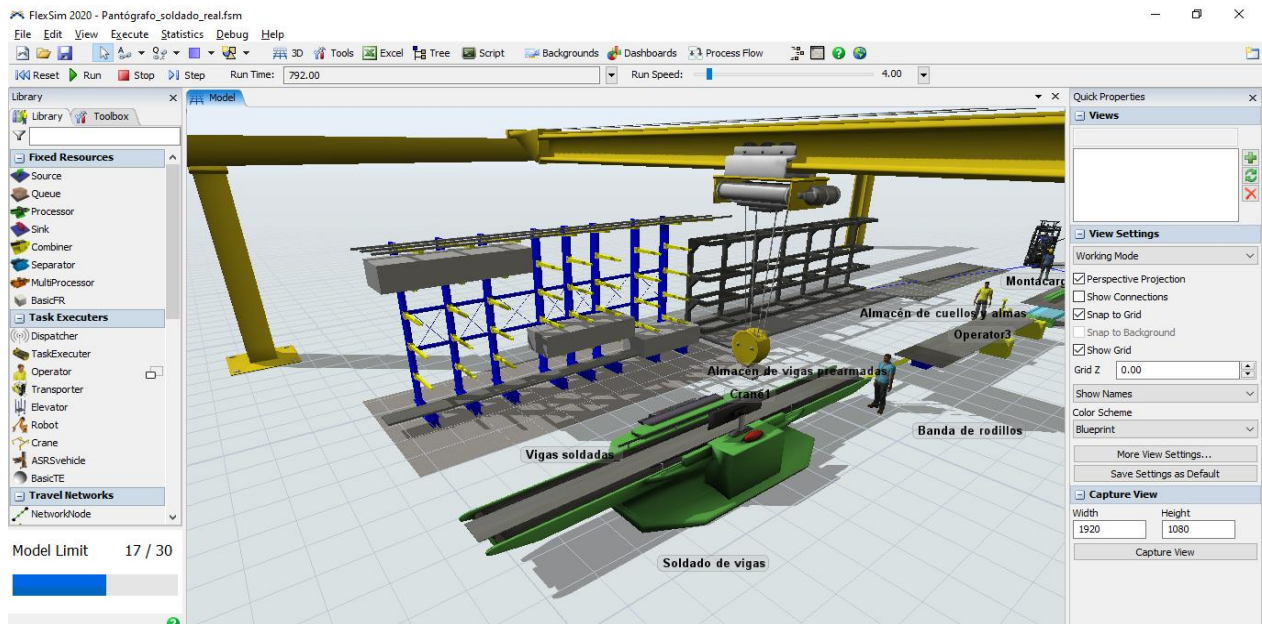 FlexSim 2020 - Pantógrafo_soldado_real.fsm
File Edit View Execute Statistics Debug Help
3D Tools Excel Tree Script Backgrounds Dashboards Process Flow
Reset Run Stop Step Run Time: 792.00 Run Speed: 4.00
Library
Library Toolbox
Fixed Resources
Source
Queue
Processor
Sink
Combiner
Separator
MultiProcessor
BasicFR
Task Executers
Dispatcher
TaskExecuter
Operator
Transporter
Elevator
Robot
Crane
ASRSvehicle
BasicTE
Travel Networks
NetworkNode
Model Limit 17 / 30
Model
Montacarg
Almacén de cuellos y almas
Operator3
Almacén de vigas prearmadas
Crane1
Banda de rodillos
Vigas soldadas
Soldado de vigas
Quick Properties
Views
View Settings
Working Mode
Perspective Projection
Show Connections
Snap to Grid
Snap to Background
Show Grid
Grid Z 0.00
Show Names
Color Scheme
Blueprint
More View Settings...
Save Settings as Default
Capture View
Width Height
1920 1080
Capture View